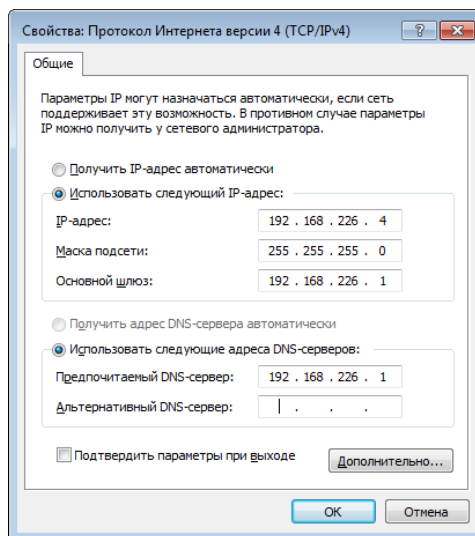 Свойства: Протокол Интернета версии 4 (TCP/IPv4)
Общие
Параметры IP могут назначаться автоматически, если сеть
поддерживает эту возможность. В противном случае параметры
IP можно получить у сетевого администратора.
Получить IP-адрес автоматически
Использовать следующий IP-адрес:
IP-адрес: 192 . 168 . 226 . 4
Маска подсети: 255 . 255 . 255 . 0
Основной шлюз: 192 . 168 . 226 . 1
Получить адрес DNS-сервера автоматически
Использовать следующие адреса DNS-серверов:
Предпочитаемый DNS-сервер: 192 . 168 . 226 . 1
Альтернативный DNS-сервер: . . .
Подтвердить параметры при выходе
Дополнительно...
ОК Отмена